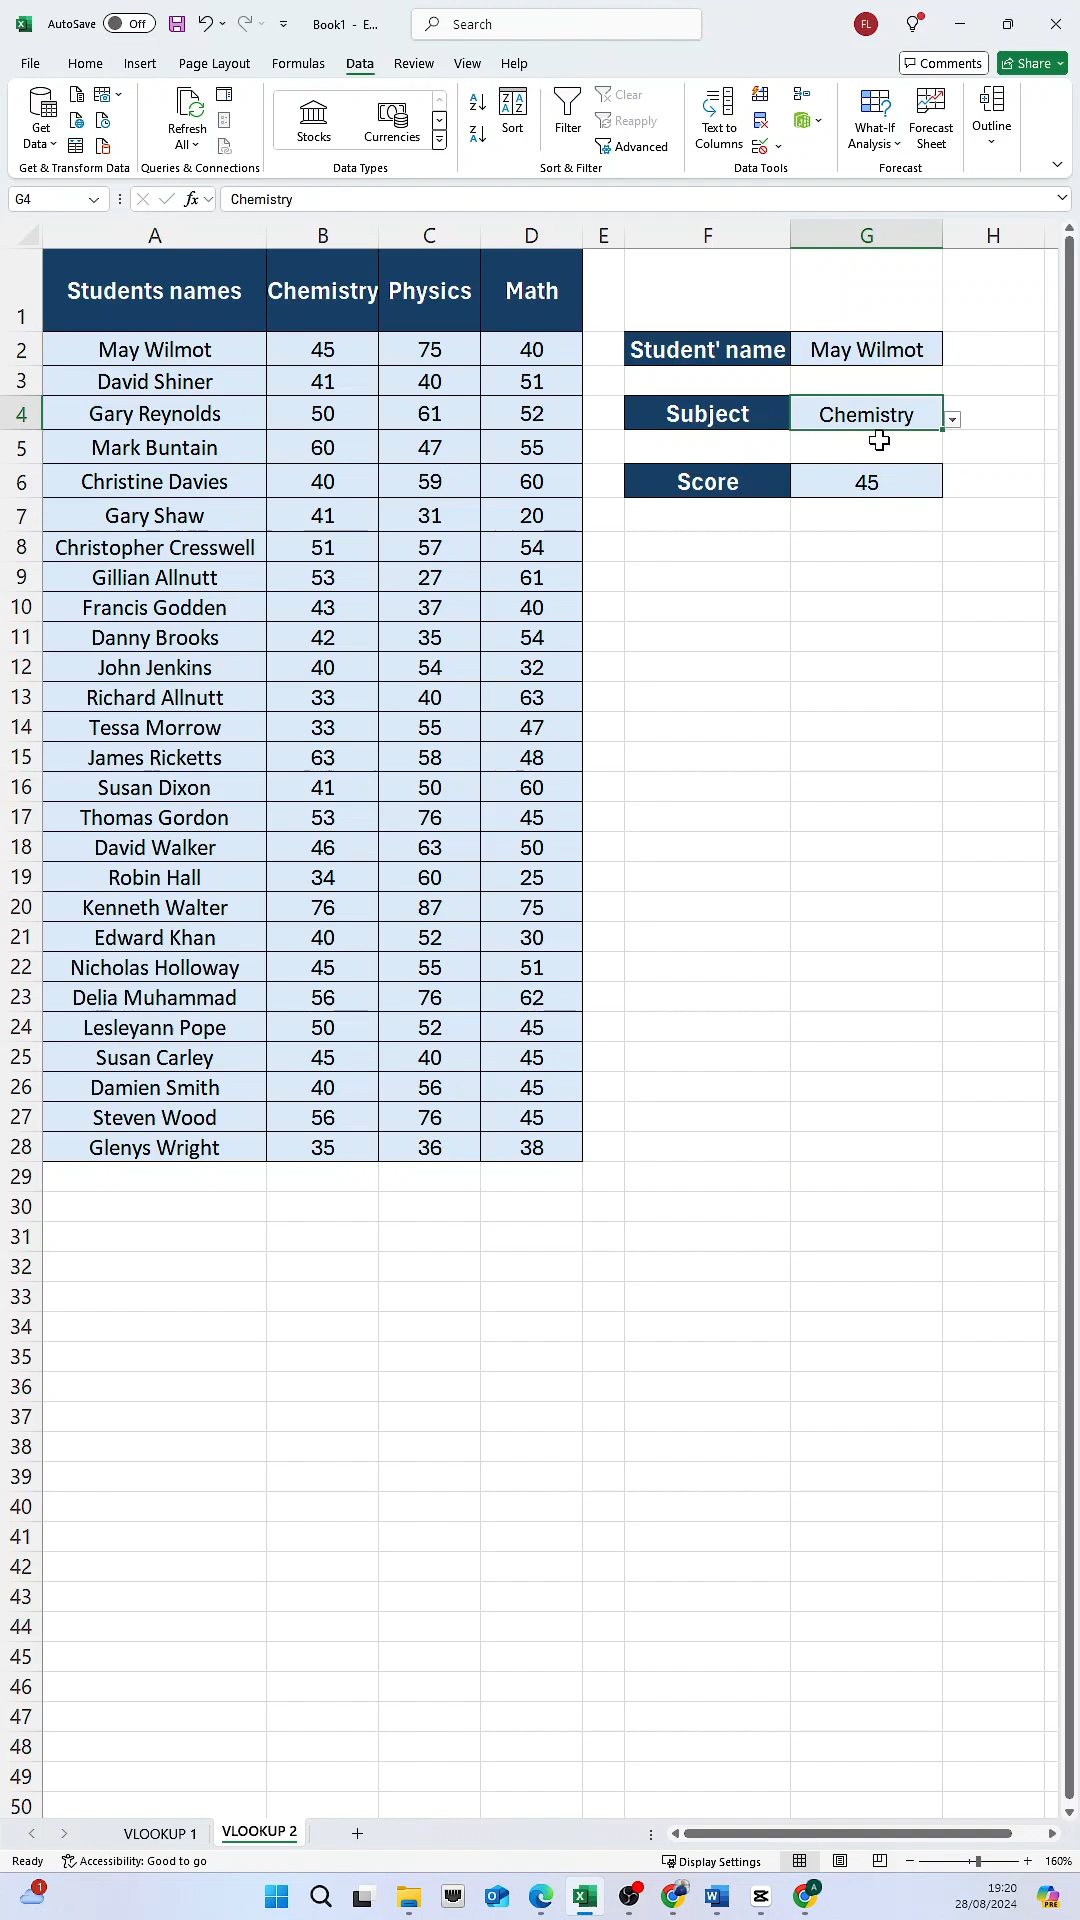 AutoSave Off Book1 - E... Search FL
File Home Insert Page Layout Formulas Data Review View Help Comments Share
Get Data Refresh All Stocks Currencies Sort Filter Clear Reapply Advanced Text to Columns What-If Analysis Forecast Sheet Outline
Get & Transform Data Queries & Connections Data Types Sort & Filter Data Tools Forecast
G4 fx Chemistry
A B C D E F G H
1 Students names Chemistry Physics Math
2 May Wilmot 45 75 40 Student' name May Wilmot
3 David Shiner 41 40 51
4 Gary Reynolds 50 61 52 Subject Chemistry
5 Mark Buntain 60 47 55
6 Christine Davies 40 59 60 Score 45
7 Gary Shaw 41 31 20
8 Christopher Cresswell 51 57 54
9 Gillian Allnutt 53 27 61
10 Francis Godden 43 37 40
11 Danny Brooks 42 35 54
12 John Jenkins 40 54 32
13 Richard Allnutt 33 40 63
14 Tessa Morrow 33 55 47
15 James Ricketts 63 58 48
16 Susan Dixon 41 50 60
17 Thomas Gordon 53 76 45
18 David Walker 46 63 50
19 Robin Hall 34 60 25
20 Kenneth Walter 76 87 75
21 Edward Khan 40 52 30
22 Nicholas Holloway 45 55 51
23 Delia Muhammad 56 76 62
24 Lesleyann Pope 50 52 45
25 Susan Carley 45 40 45
26 Damien Smith 40 56 45
27 Steven Wood 56 76 45
28 Glenys Wright 35 36 38
29
30
31
32
33
34
35
36
37
38
39
40
41
42
43
44
45
46
47
48
49
50
VLOOKUP 1 VLOOKUP 2
Ready Accessibility: Good to go Display Settings 160%
1 19:20
28/08/2024